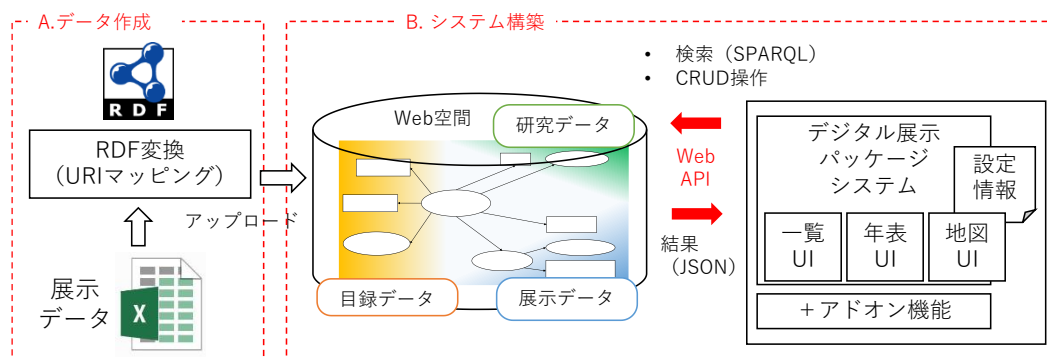 A.データ作成
RDF
RDF変換
（URIマッピング）
アップロード
展示
データ
X
B. システム構築
• 検索（SPARQL）
• CRUD操作
Web空間
研究データ
目録データ
展示データ
Web
API
結果
（JSON）
デジタル展示
パッケージ
システム
設定
情報
一覧
UI
年表
UI
地図
UI
＋アドオン機能